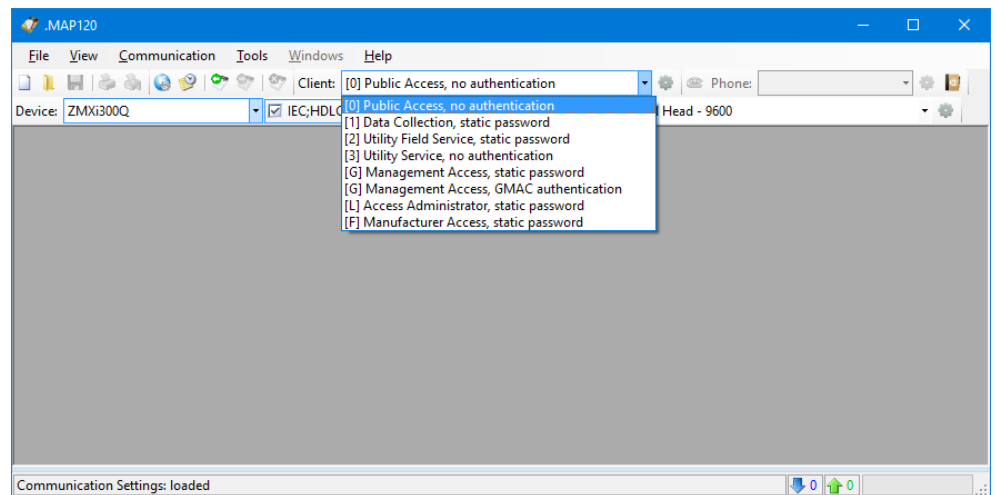 .MAP120
File View Communication Tools Windows Help
Client: [0] Public Access, no authentication Phone:
Device: ZMXi300Q IEC;HDLC Head - 9600
[0] Public Access, no authentication
[1] Data Collection, static password
[2] Utility Field Service, static password
[3] Utility Service, no authentication
[G] Management Access, static password
[G] Management Access, GMAC authentication
[L] Access Administrator, static password
[F] Manufacturer Access, static password
Communication Settings: loaded 0 0